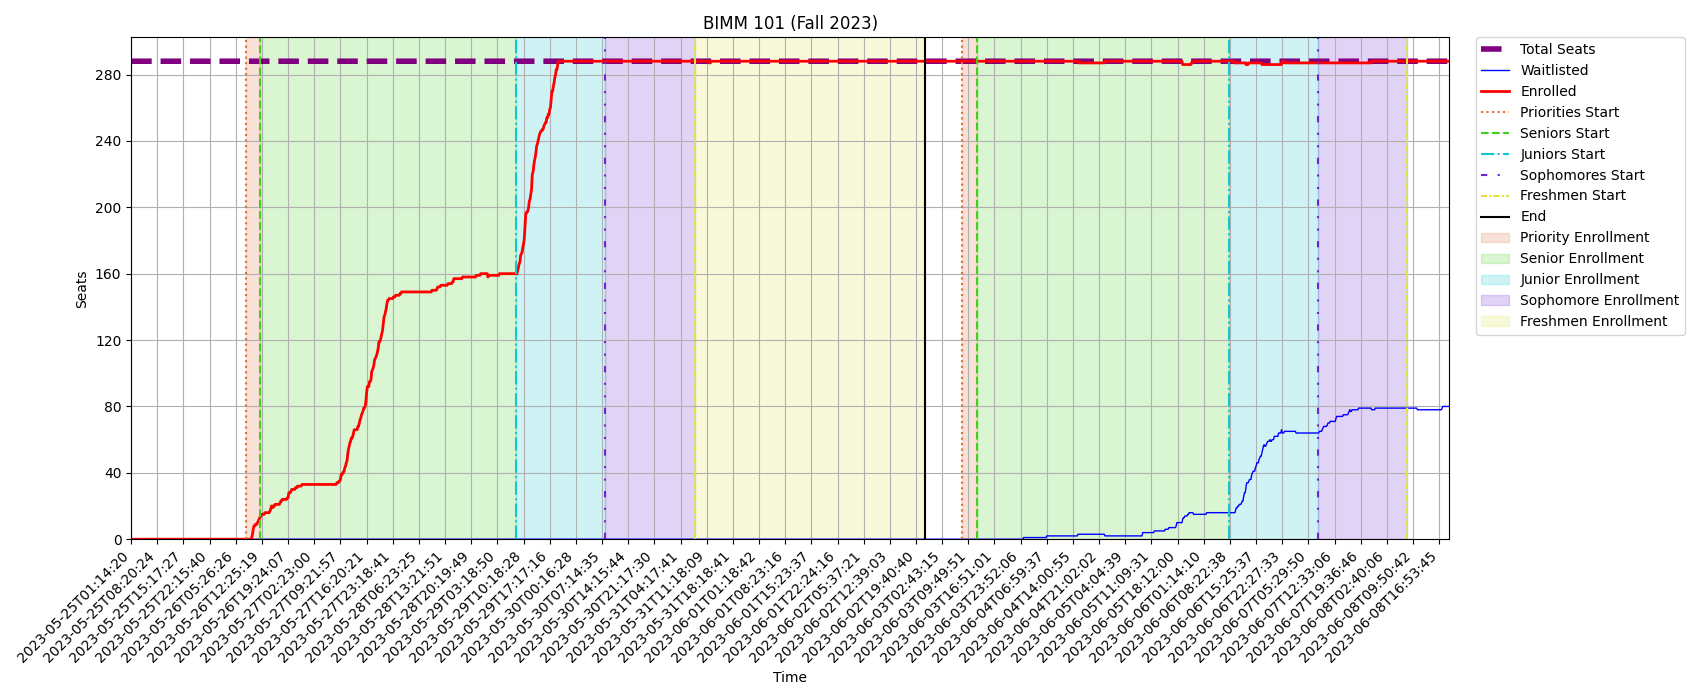 BIMM 101 (Fall 2023)
Seats
280
240
200
160
120
80
40
0
2023-05-25T01:14:20
2023-05-25T08:20:24
2023-05-25T15:17:27
2023-05-25T22:15:40
2023-05-26T05:26:26
2023-05-26T12:25:19
2023-05-26T19:24:07
2023-05-27T02:23:00
2023-05-27T09:21:57
2023-05-27T16:20:21
2023-05-27T23:18:41
2023-05-28T06:23:25
2023-05-28T13:21:51
2023-05-28T20:19:49
2023-05-29T03:18:50
2023-05-29T10:18:28
2023-05-29T17:17:16
2023-05-30T00:16:28
2023-05-30T07:14:35
2023-05-30T14:15:44
2023-05-30T21:17:30
2023-05-31T04:17:41
2023-05-31T11:18:09
2023-05-31T18:18:41
2023-06-01T01:18:42
2023-06-01T08:23:16
2023-06-01T15:23:37
2023-06-01T22:24:16
2023-06-02T05:37:21
2023-06-02T12:39:03
2023-06-02T19:40:40
2023-06-03T02:43:15
2023-06-03T09:49:51
2023-06-03T16:51:01
2023-06-03T23:52:06
2023-06-04T06:59:37
2023-06-04T14:00:55
2023-06-04T21:02:02
2023-06-05T04:04:39
2023-06-05T11:09:31
2023-06-05T18:12:00
2023-06-06T01:14:10
2023-06-06T08:22:38
2023-06-06T15:25:37
2023-06-06T22:27:33
2023-06-07T05:29:50
2023-06-07T12:33:06
2023-06-07T19:36:46
2023-06-08T02:40:06
2023-06-08T09:50:42
2023-06-08T16:53:45
Time
Total Seats
Waitlisted
Enrolled
Priorities Start
Seniors Start
Juniors Start
Sophomores Start
Freshmen Start
End
Priority Enrollment
Senior Enrollment
Junior Enrollment
Sophomore Enrollment
Freshmen Enrollment